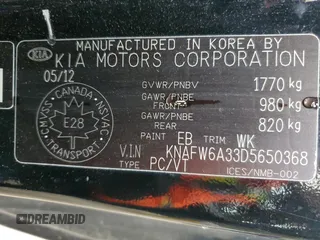 MANUFACTURED IN KOREA BY
KIA KIA MOTORS CORPORATION
05/12
GVWR/PNBV 1770 kg
GAWR/PNBE FRONT 980 kg
GAWR/PNBE REAR 820 kg
CANADA
NSVAC
E28
SVNAC
TRANSPORT
PAINT EB TRIM WK
V.I.N KNAFW6A33D5650368
TYPE PC/VT
ICES/NMB-002
DREAMBID